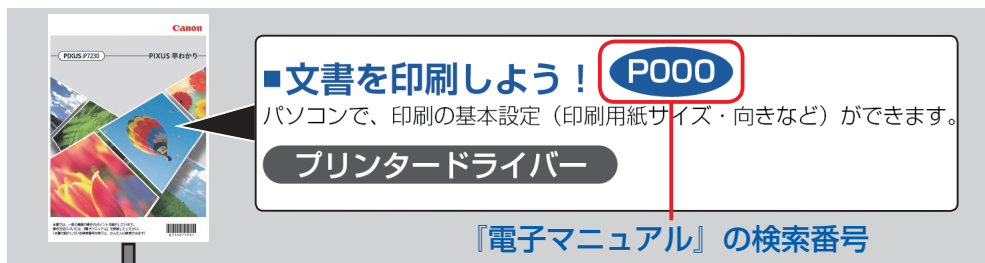 Canon
PIXUS iP7230
PIXUS 早わかり
■文書を印刷しよう！ P000
パソコンで、印刷の基本設定（印刷用紙サイズ・向きなど）ができます。
プリンタードライバー
『電子マニュアル』の検索番号